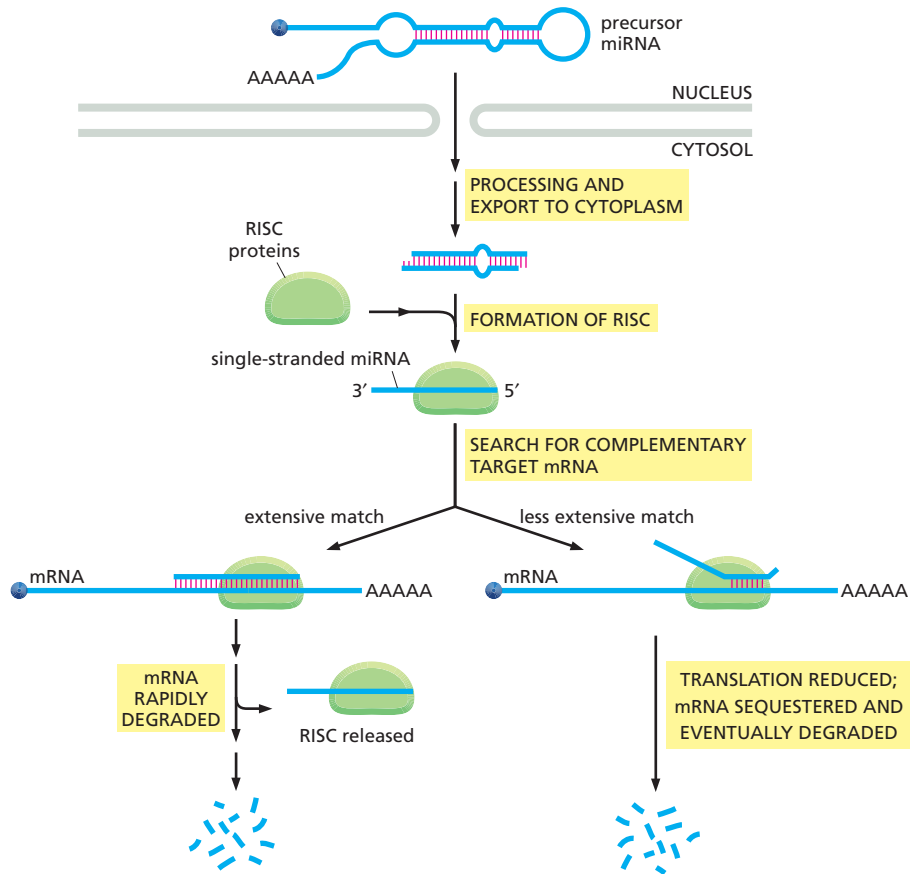 precursor
miRNA
AAAAA
NUCLEUS
CYTOSOL
PROCESSING AND
EXPORT TO CYTOPLASM
RISC
proteins
FORMATION OF RISC
single-stranded miRNA
3′ 5′
SEARCH FOR COMPLEMENTARY
TARGET mRNA
extensive match
less extensive match
mRNA
AAAAA
mRNA
AAAAA
mRNA
RAPIDLY
DEGRADED
RISC released
TRANSLATION REDUCED;
mRNA SEQUESTERED AND
EVENTUALLY DEGRADED